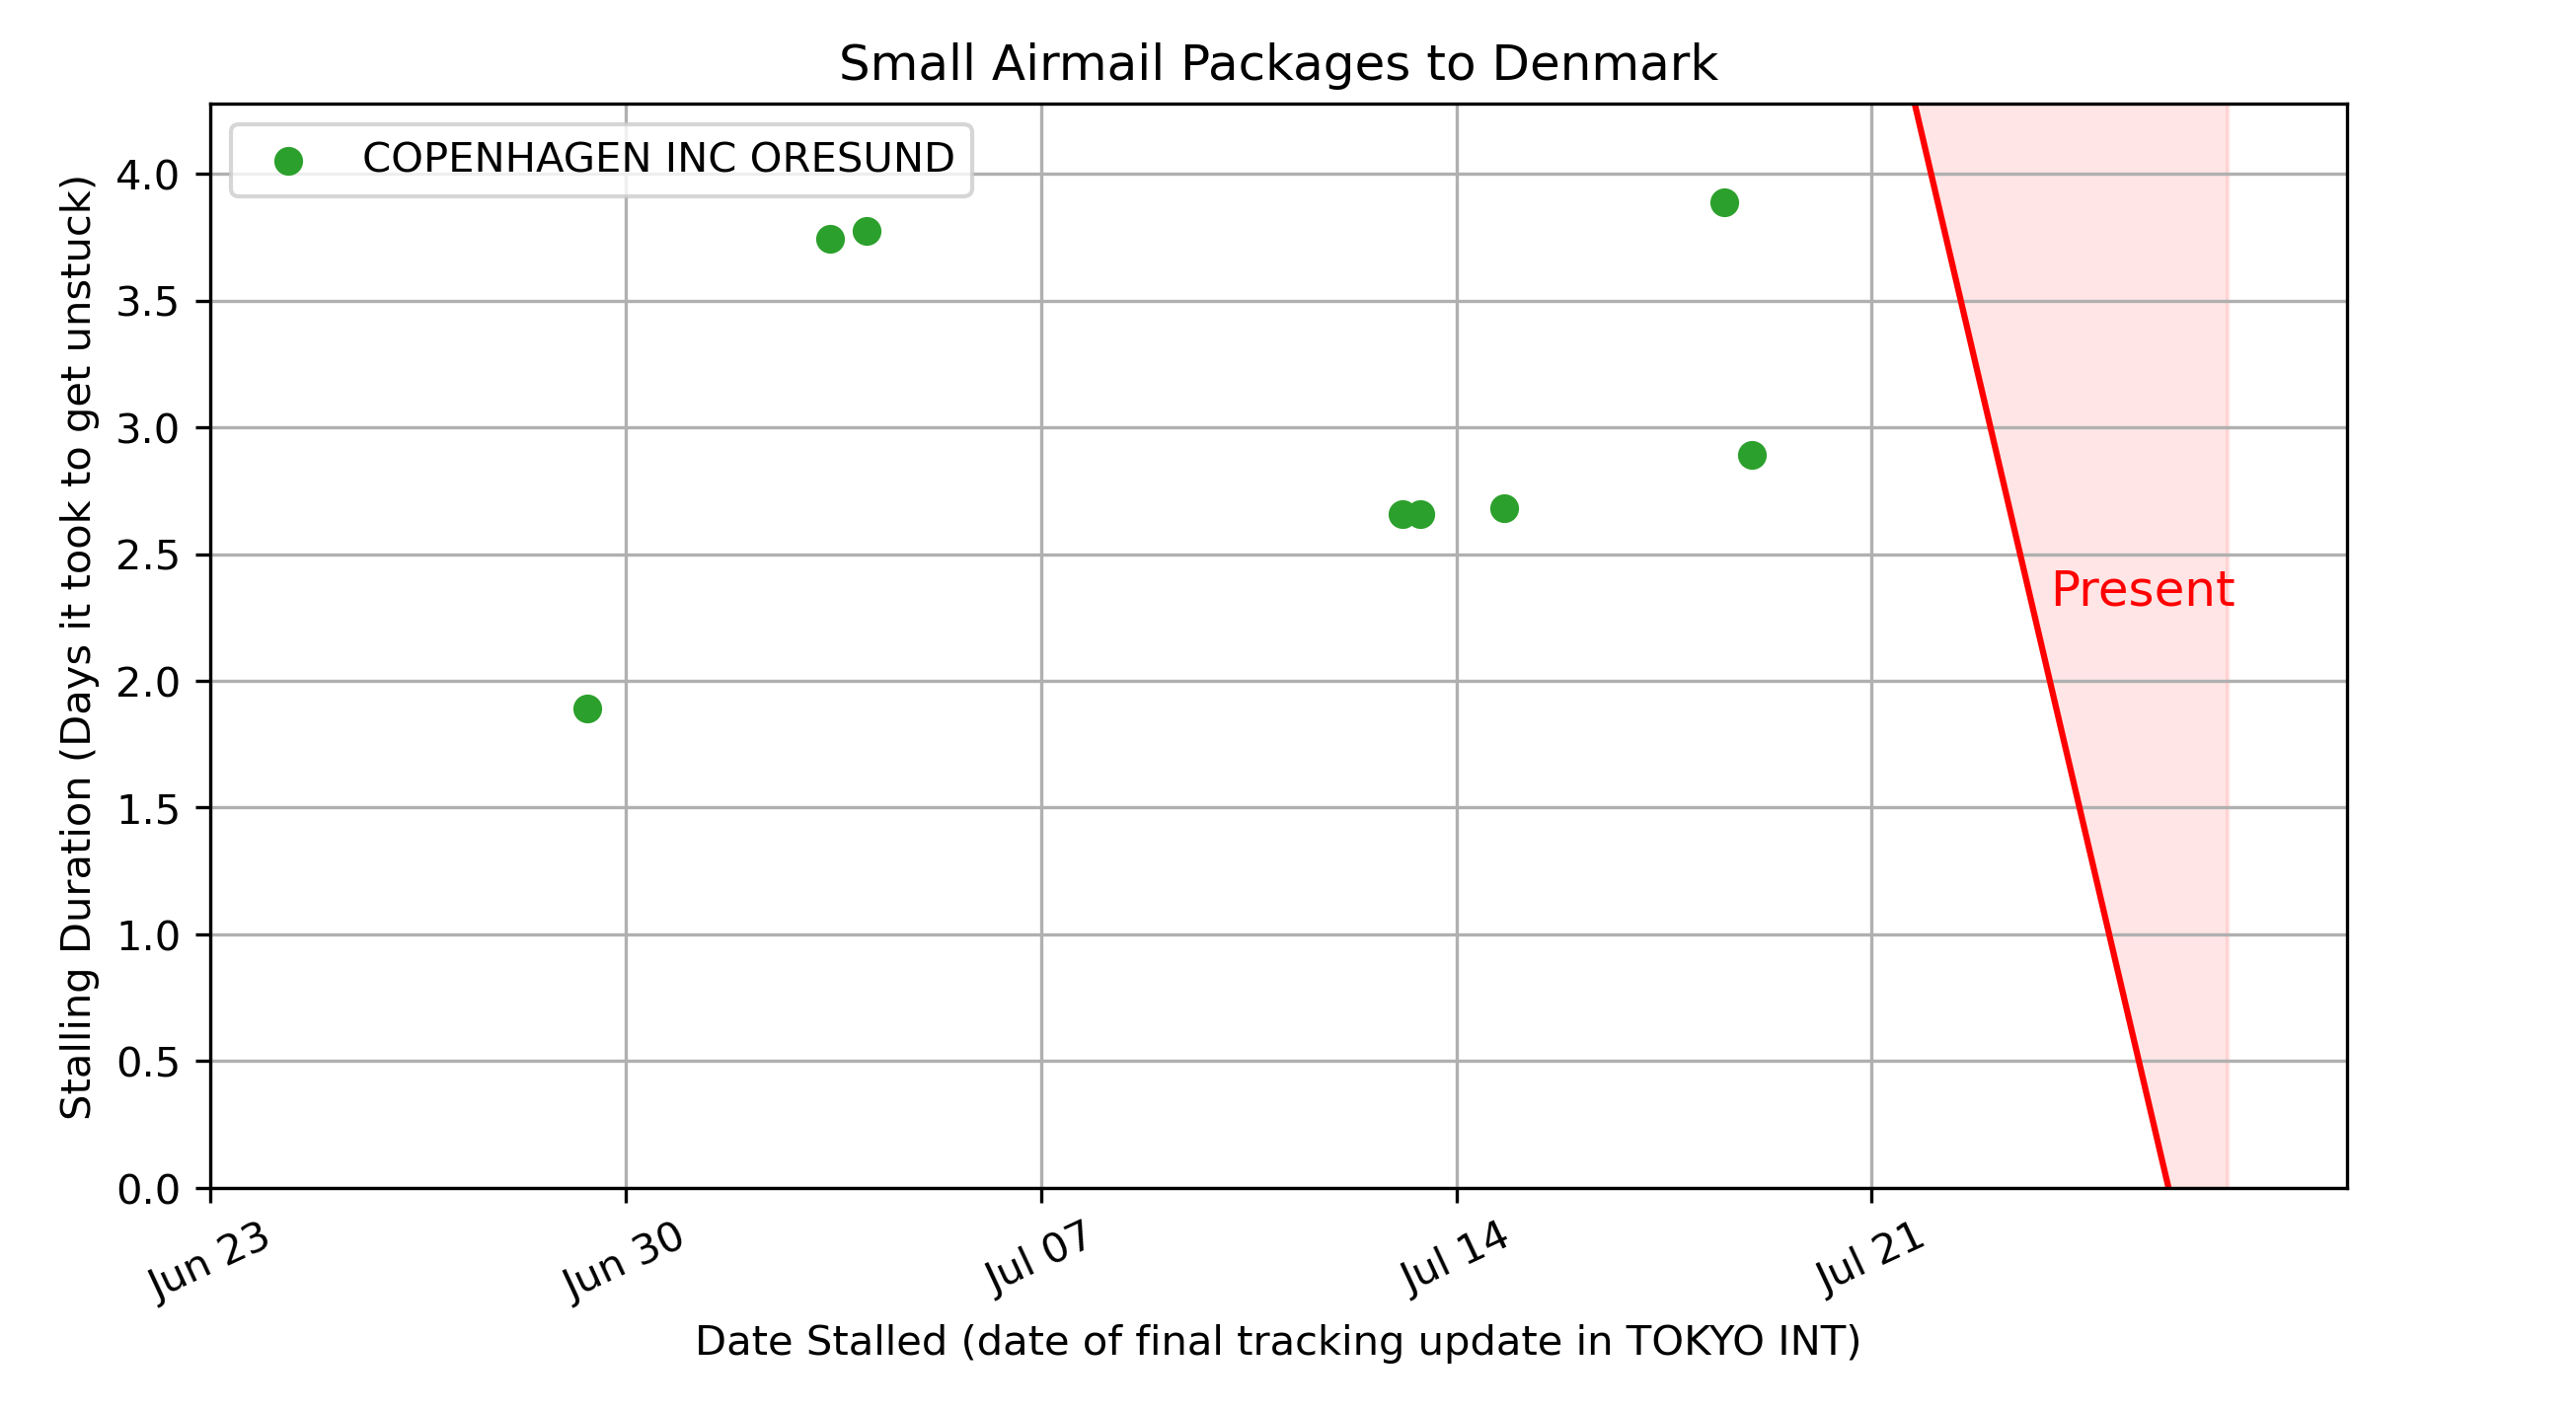 Small Airmail Packages to Denmark
COPENHAGEN INC ORESUND
Stalling Duration (Days it took to get unstuck)
4.0
3.5
3.0
2.5
2.0
1.5
1.0
0.5
0.0
Present
Jun 23
Jun 30
Jul 07
Jul 14
Jul 21
Date Stalled (date of final tracking update in TOKYO INT)